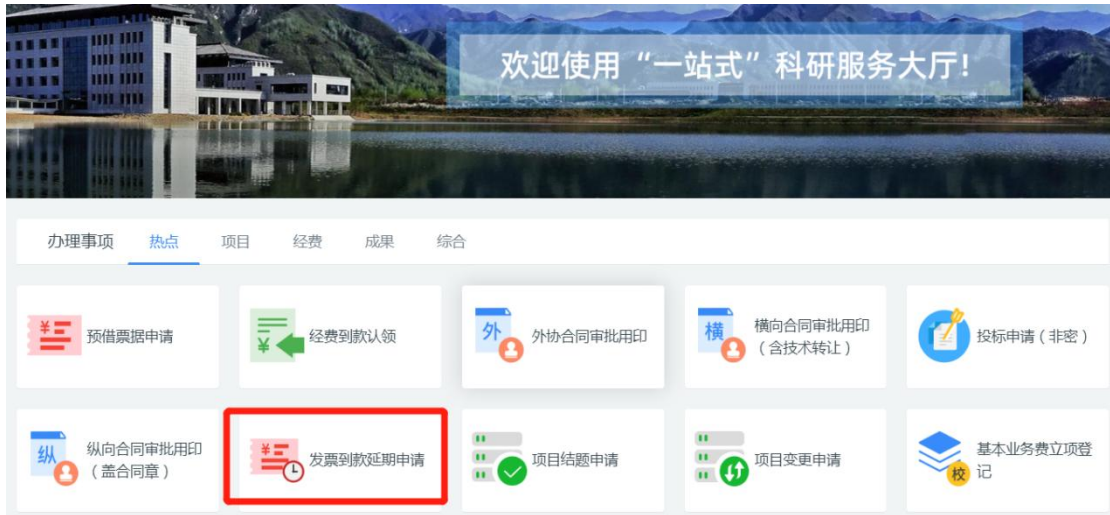 欢迎使用“一站式”科研服务大厅!
办理事项 热点 项目 经费 成果 综合
预借票据申请
经费到款认领
外
外协合同审批用印
横
横向合同审批用印
（含技术转让）
投标申请（非密）
纵
纵向合同审批用印
（盖合同章）
发票到款延期申请
项目结题申请
项目变更申请
校
基本业务费立项登
记